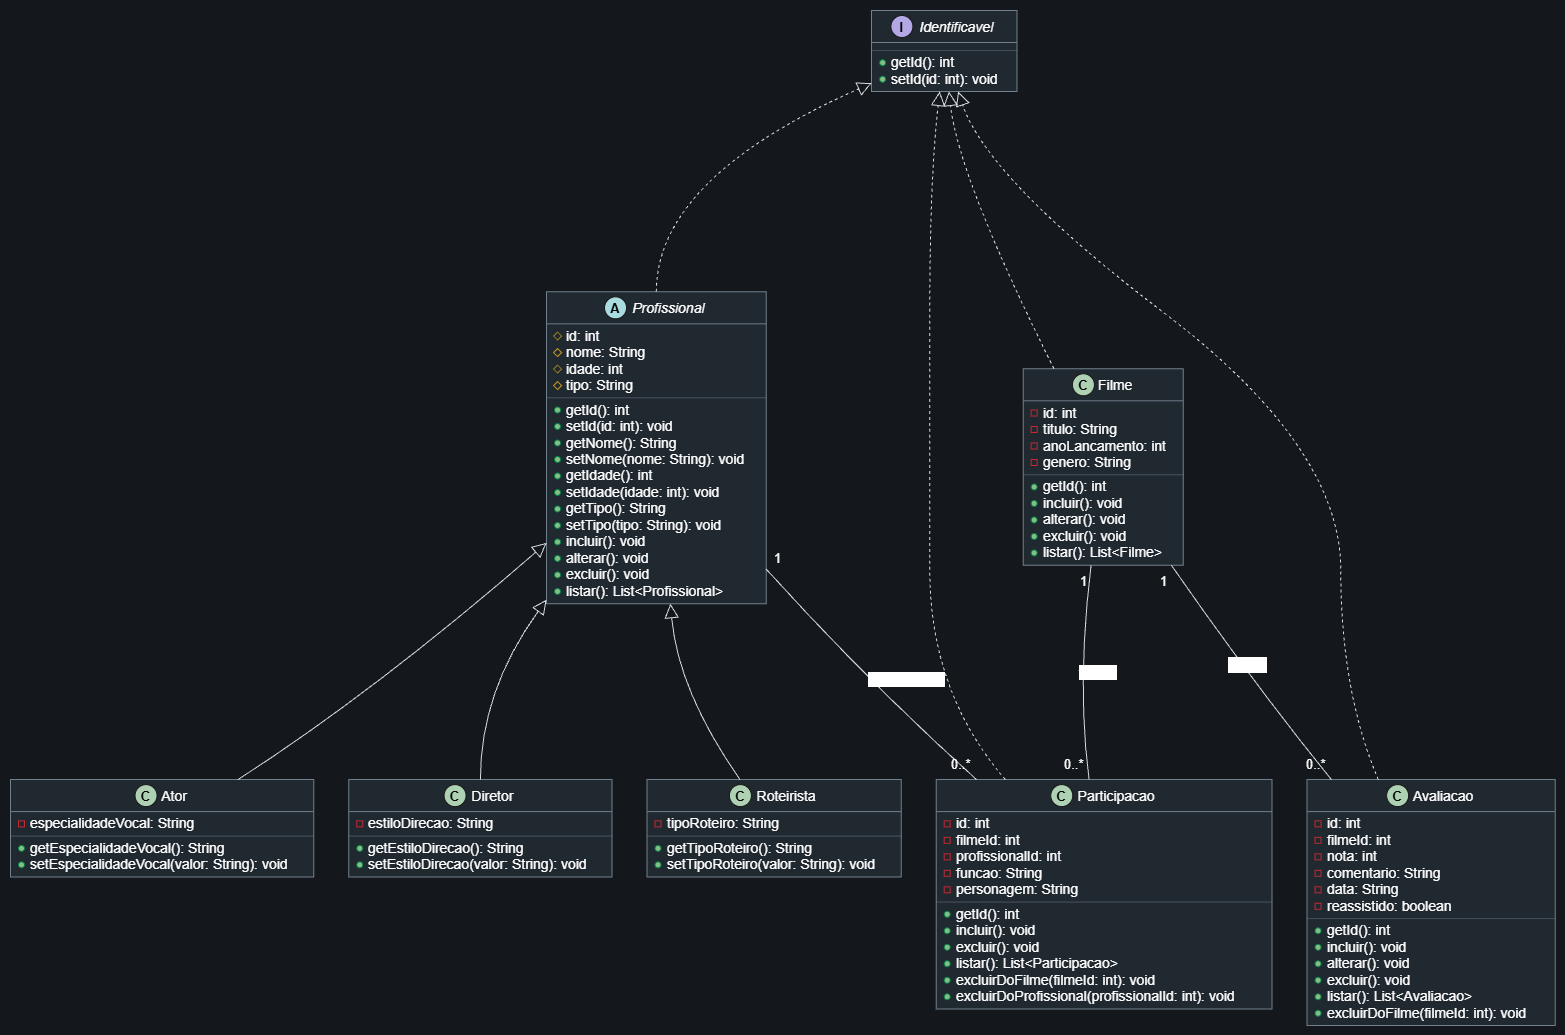 I Identificavel
getId(): int
setId(id: int): void
A Profissional
id: int
nome: String
idade: int
tipo: String
getId(): int
setId(id: int): void
getNome(): String
setNome(nome: String): void
getIdade(): int
setIdade(idade: int): void
getTipo(): String
setTipo(tipo: String): void
incluir(): void
alterar(): void
excluir(): void
listar(): List<Profissional>
C Filme
id: int
titulo: String
anoLancamento: int
genero: String
getId(): int
incluir(): void
alterar(): void
excluir(): void
listar(): List<Filme>
1
1
1
0..*
0..*
0..*
C Ator
especialidadeVocal: String
getEspecialidadeVocal(): String
setEspecialidadeVocal(valor: String): void
C Diretor
estiloDirecao: String
getEstiloDirecao(): String
setEstiloDirecao(valor: String): void
C Roteirista
tipoRoteiro: String
getTipoRoteiro(): String
setTipoRoteiro(valor: String): void
C Participacao
id: int
filmeId: int
profissionalId: int
funcao: String
personagem: String
getId(): int
incluir(): void
excluir(): void
listar(): List<Participacao>
excluirDoFilme(filmeId: int): void
excluirDoProfissional(profissionalId: int): void
C Avaliacao
id: int
filmeId: int
nota: int
comentario: String
data: String
reassistido: boolean
getId(): int
incluir(): void
alterar(): void
excluir(): void
listar(): List<Avaliacao>
excluirDoFilme(filmeId: int): void